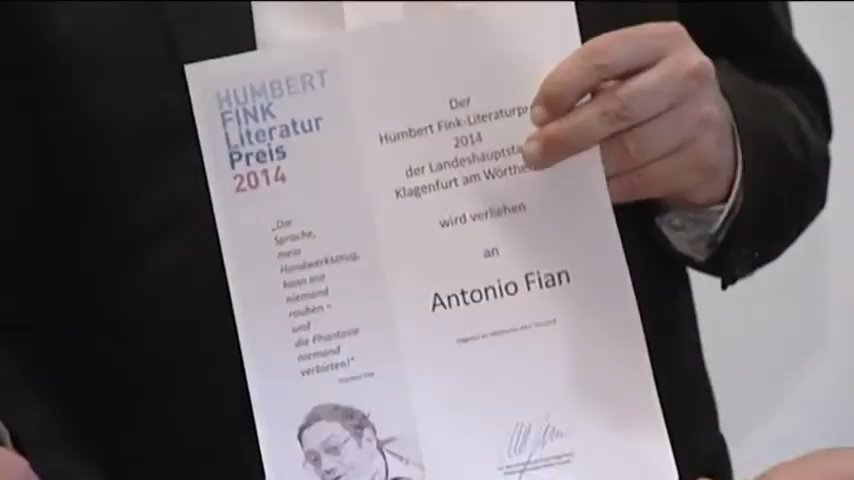 HUMBERT
FINK
Literatur
Preis
2014
„Die
Sprache,
mein
Handwerkszeug,
kann mir
niemand
rauben –
und
die Phantasie
niemand
verbieten!“
Der
Humbert Fink-Literaturpre
2014
der Landeshauptsta
Klagenfurt am Wörthe
wird verliehen
an
Antonio Fian